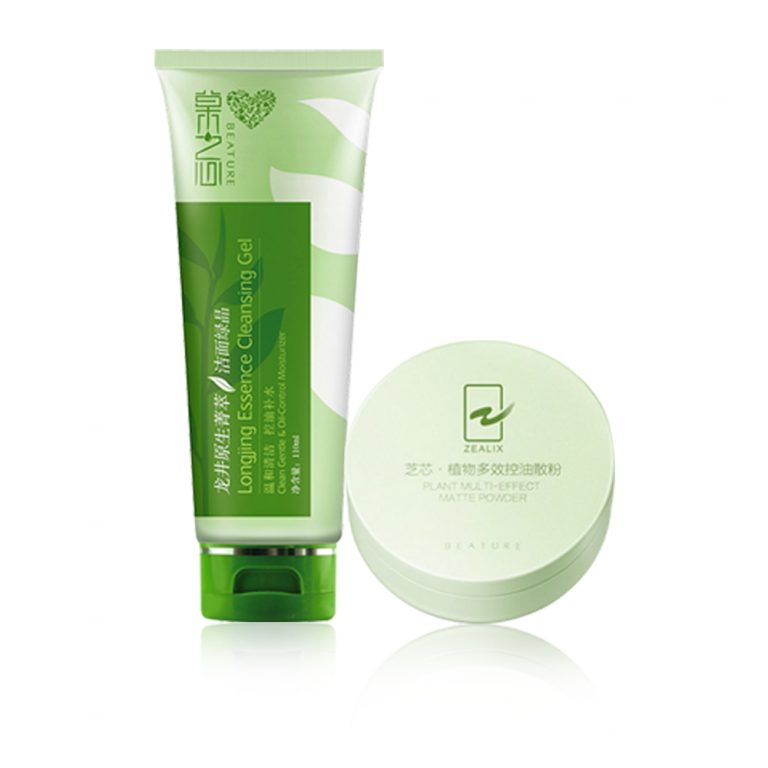 BEATURE
龙井原生菁萃 洁面绿晶
Longjing Essence Cleansing Gel
温和清洁 控油补水
Clean Gentle & Oil-Control Moisturizer
净含量：110ml
ZEALIX
芝芯·植物多效控油散粉
PLANT MULTI-EFFECT
MATTE POWDER
BEATURE